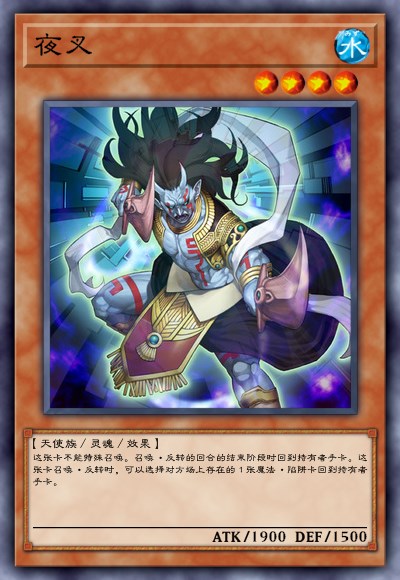 夜叉
水
【天使族/灵魂/效果】
这张卡不能特殊召唤。召唤·反转的回合的结束阶段时回到持有者手卡。这
张卡召唤·反转时,可以选择对方场上存在的1张魔法·陷阱卡回到持有者
手卡。
ATK/1900 DEF/1500